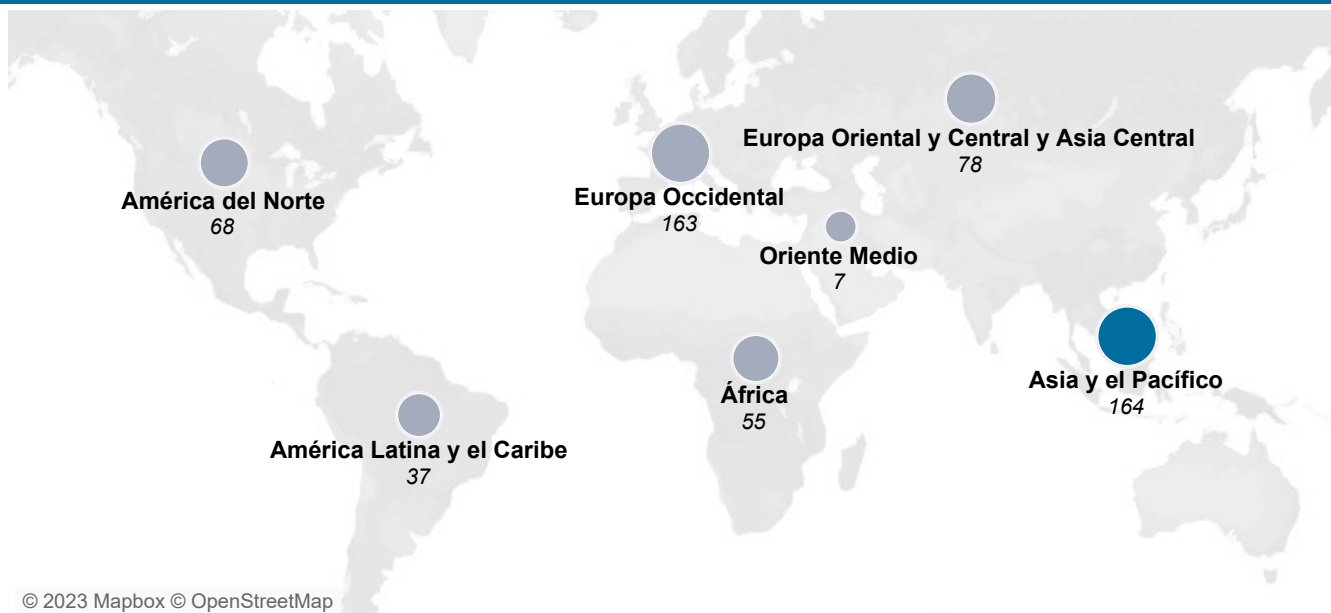 Europa Oriental y Central y Asia Central
78
América del Norte
68
Europa Occidental
163
Oriente Medio
7
Asia y el Pacífico
164
África
55
América Latina y el Caribe
37
© 2023 Mapbox © OpenStreetMap